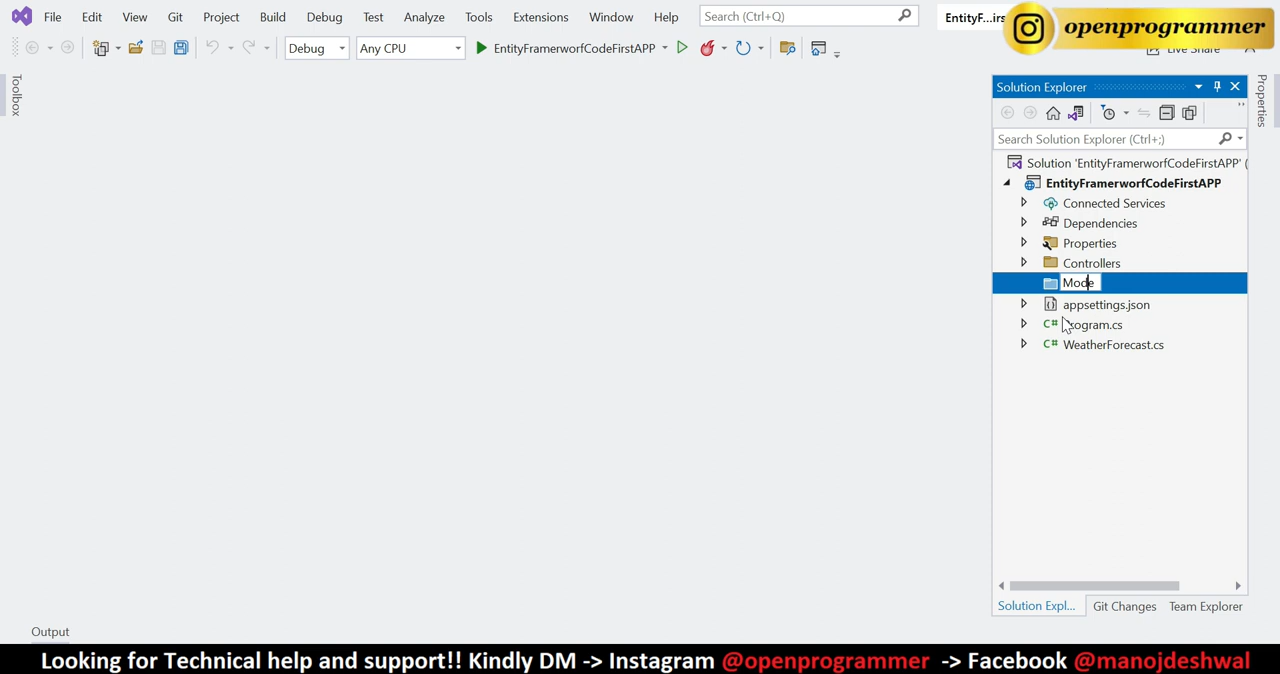 File Edit View Git Project Build Debug Test Analyze Tools Extensions Window Help Search (Ctrl+Q) EntityF...irs
openprogrammer
Debug Any CPU EntityFramerworfCodeFirstAPP Live Share
Toolbox
Solution Explorer
Properties
Search Solution Explorer (Ctrl+;)
Solution 'EntityFramerworfCodeFirstAPP' (
EntityFramerworfCodeFirstAPP
Connected Services
Dependencies
Properties
Controllers
Mode
appsettings.json
C# Program.cs
C# WeatherForecast.cs
Solution Expl... Git Changes Team Explorer
Output
Looking for Technical help and support!! Kindly DM -> Instagram @openprogrammer -> Facebook @manojdeshwal